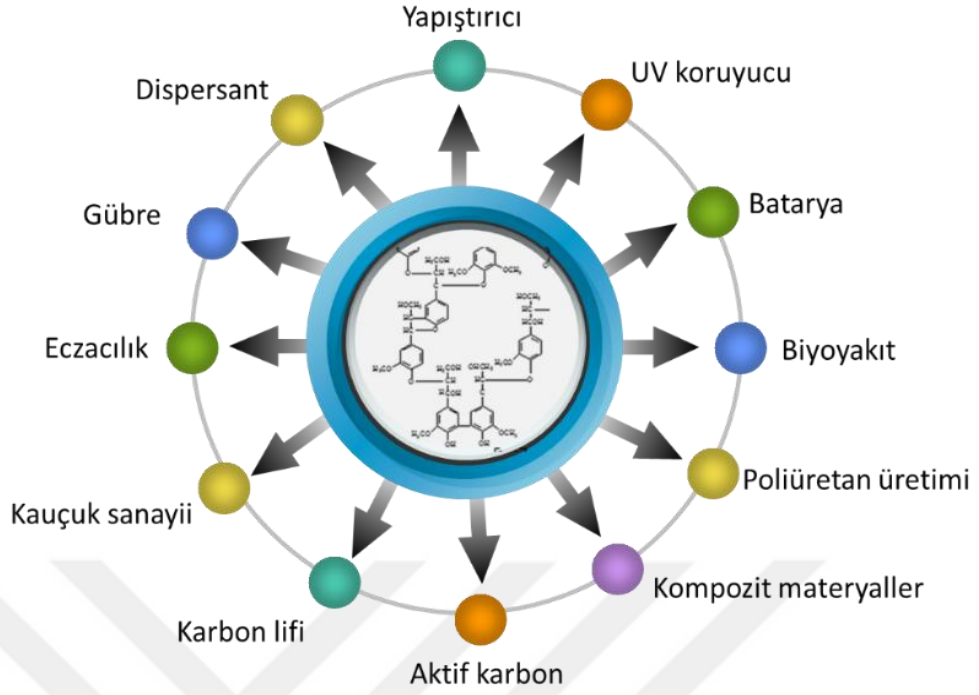 Yapıştırıcı
UV koruyucu
Dispersant
Batarya
Gübre
Eczacılık
Biyoyakıt
Poliüretan üretimi
Kauçuk sanayii
Kompozit materyaller
Karbon lifi
Aktif karbon